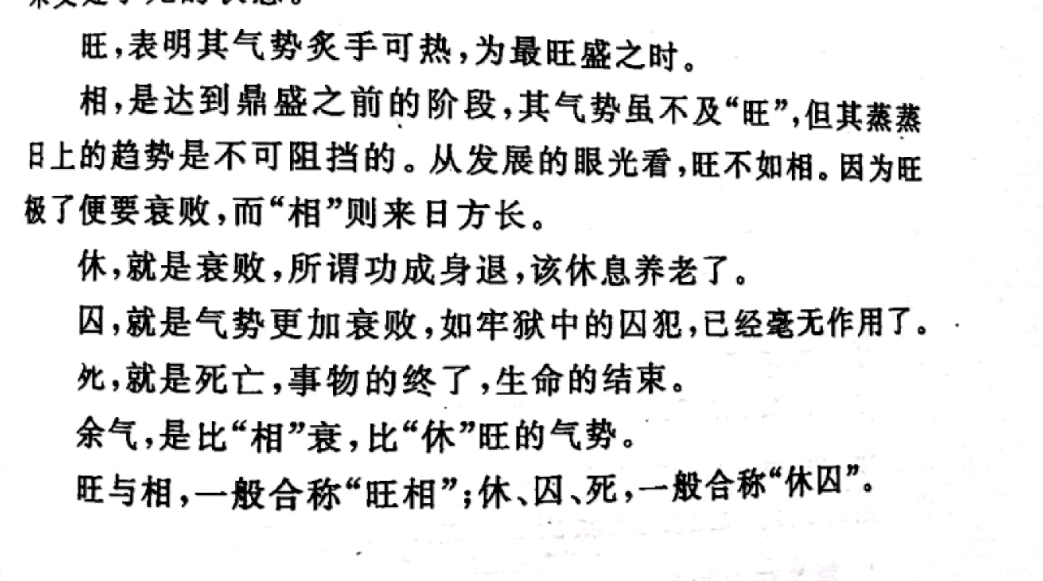 旺,表明其气势炙手可热,为最旺盛之时。
相,是达到鼎盛之前的阶段,其气势虽不及“旺”,但其蒸蒸
日上的趋势是不可阻挡的。从发展的眼光看,旺不如相。因为旺
极了便要衰败,而“相”则来日方长。
休,就是衰败,所谓功成身退,该休息养老了。
囚,就是气势更加衰败,如牢狱中的囚犯,已经毫无作用了。
死,就是死亡,事物的终了,生命的结束。
余气,是比“相”衰,比“休”旺的气势。
旺与相,一般合称“旺相”;休、囚、死,一般合称“休囚”。